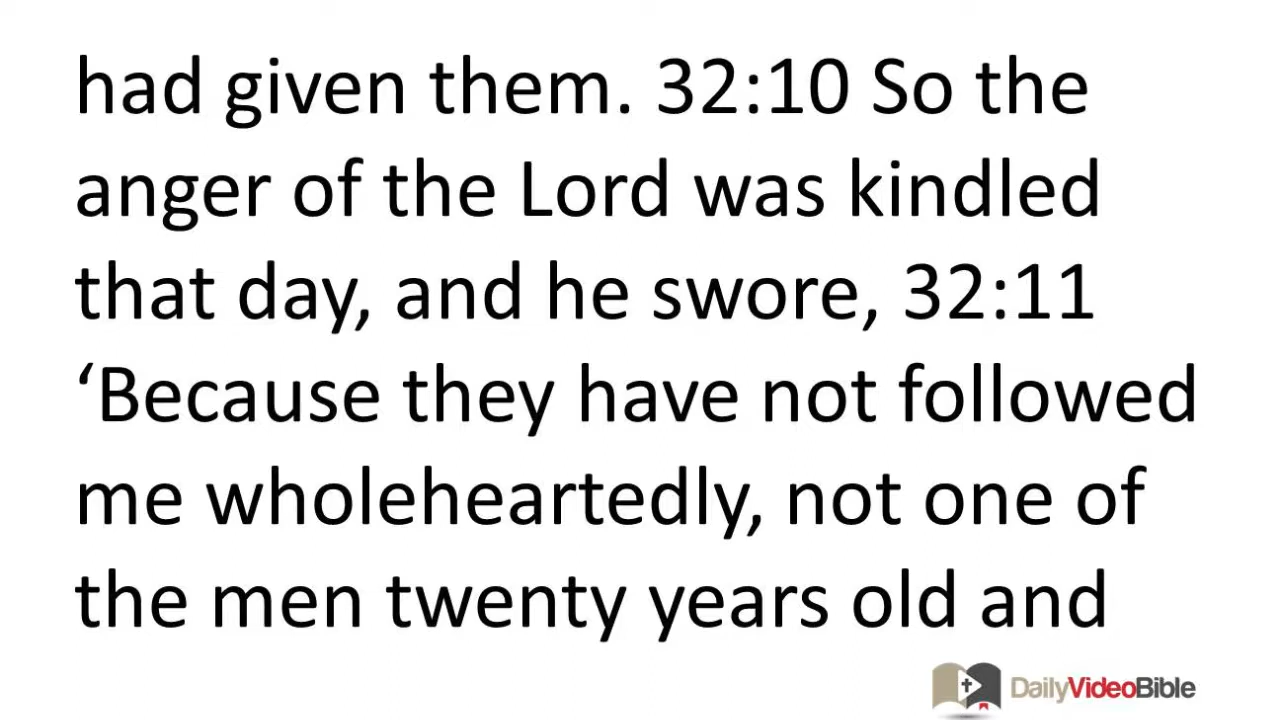 had given them. 32:10 So the
anger of the Lord was kindled
that day, and he swore, 32:11
‘Because they have not followed
me wholeheartedly, not one of
the men twenty years old and
DailyVideoBible